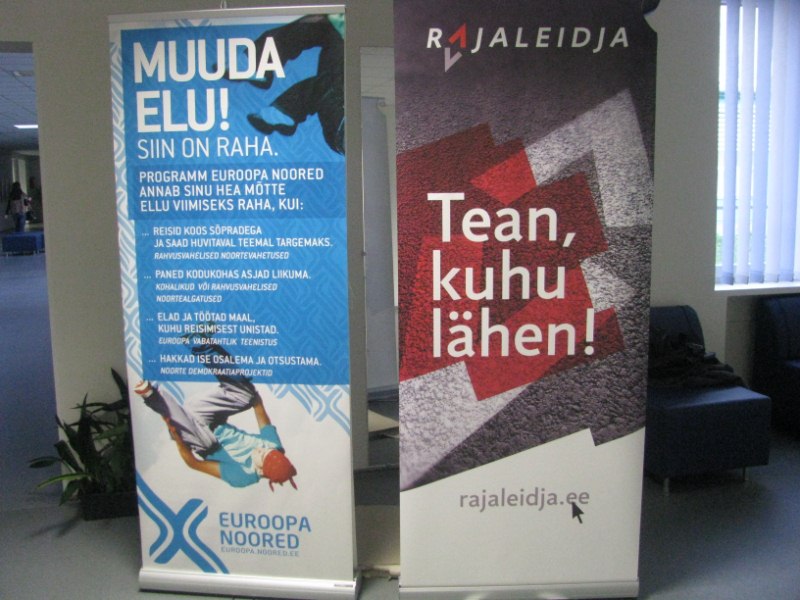 MUUDA
ELU!
SIIN ON RAHA.
PROGRAMM EUROOPA NOORED
ANNAB SINU HEA MÕTTE
ELLU VIIMISEKS RAHA, KUI:
... REISID KOOS SÕPRADEGA
JA SAAD HUVITAVAL TEEMAL TARGEMAKS.
RAHVUSVAHELISED NOORTEVAHETUSED
... PANED KODUKOHAS ASJAD LIIKUMA.
KOHALIKUD VÕI RAHVUSVAHELISED
NOORTEALGATUSED
... ELAD JA TÖÖTAD MAAL,
KUHU REISIMISEST UNISTAD.
EUROOPA VABATAHTLIK TEENISTUS
... HAKKAD ISE OSALEMA JA OTSUSTAMA.
NOORTE DEMOKRAATIAPROJEKTID
EUROOPA
NOORED
EUROOPA.NOORED.EE
RAJALEIDJA
Tean,
kuhu
lähen!
rajaleidja.ee